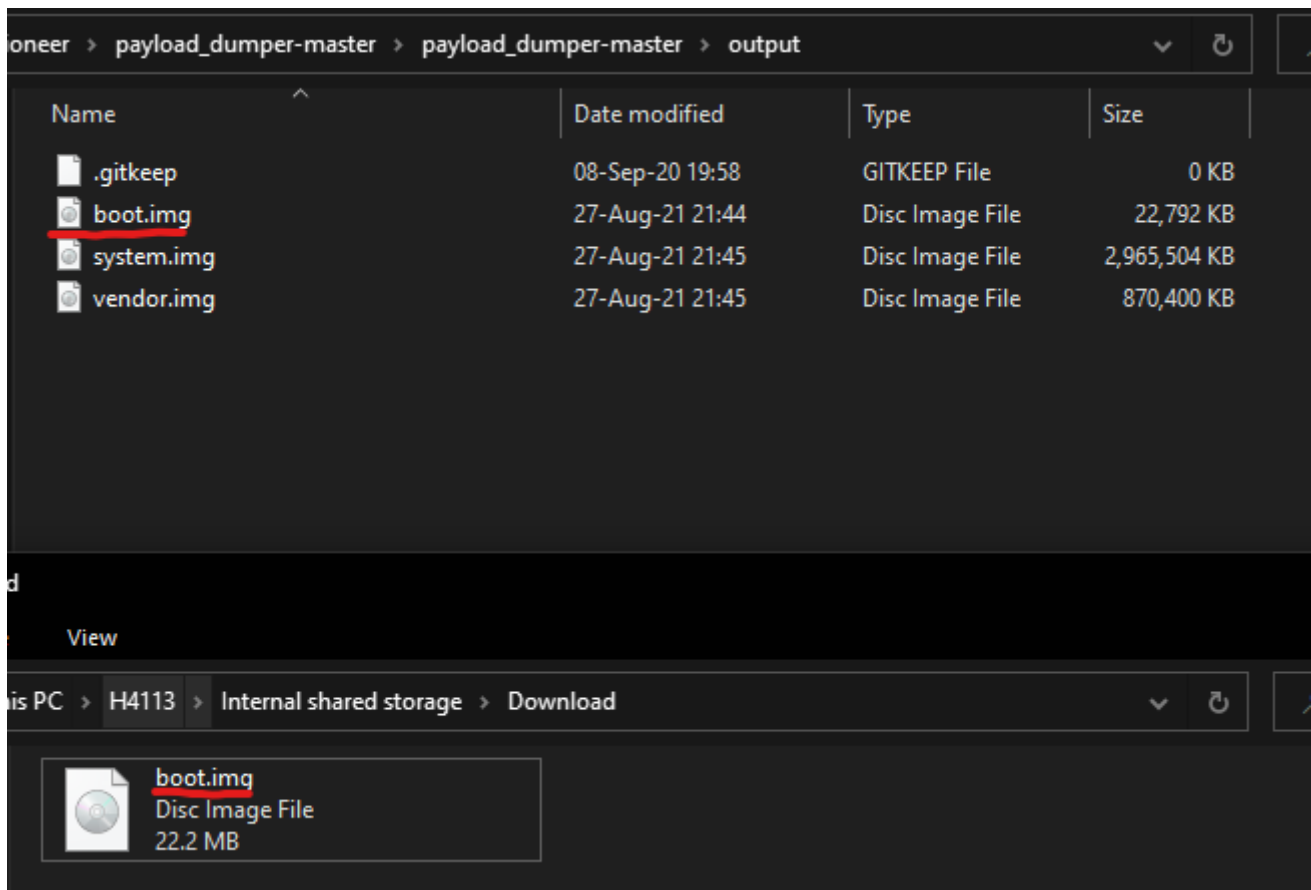 ioneer > payload_dumper-master > payload_dumper-master > output
Name Date modified Type Size
.gitkeep 08-Sep-20 19:58 GITKEEP File 0 KB
boot.img 27-Aug-21 21:44 Disc Image File 22,792 KB
system.img 27-Aug-21 21:45 Disc Image File 2,965,504 KB
vendor.img 27-Aug-21 21:45 Disc Image File 870,400 KB
d
View
his PC > H4113 > Internal shared storage > Download
boot.img
Disc Image File
22.2 MB